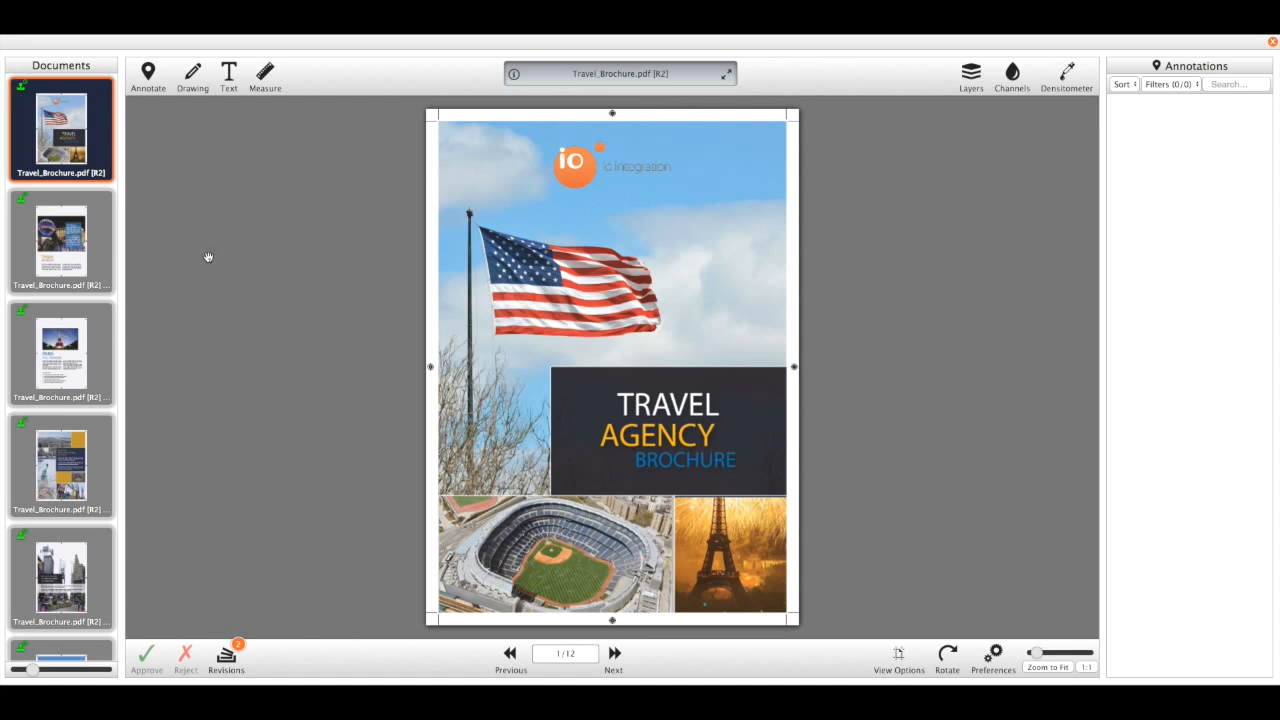 Documents
Travel_Brochure.pdf [R2]
Travel_Brochure.pdf [R2] ...
Travel_Brochure.pdf [R2] ...
Travel_Brochure.pdf [R2] ...
Travel_Brochure.pdf [R2] ...
Annotate
Drawing
Text
Measure
Travel_Brochure.pdf [R2]
Layers
Channels
Densitometer
io
io integration
TRAVEL
AGENCY
BROCHURE
Approve
Reject
2
Revisions
Previous
1/12
Next
View Options
Rotate
Preferences
Zoom to Fit
1:1
Annotations
Sort
Filters (0/0)
Search...